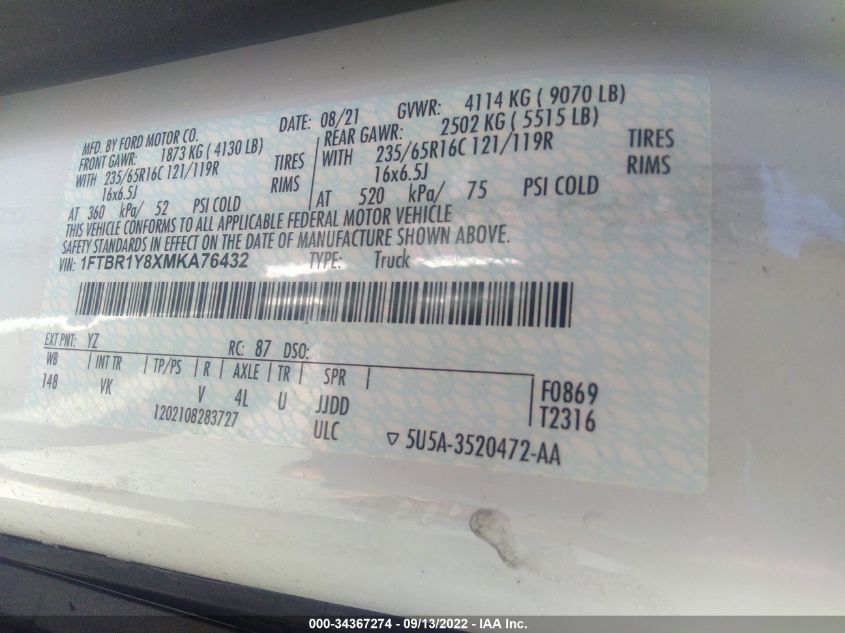 MFD. BY FORD MOTOR CO.
DATE: 08/21 GVWR: 4114 KG ( 9070 LB)
FRONT GAWR: 1873 KG ( 4130 LB)
REAR GAWR: 2502 KG ( 5515 LB)
WITH 235/65R16C 121/119R TIRES
WITH 235/65R16C 121/119R TIRES
16x6.5J RIMS
16x6.5J RIMS
AT 360 kPa/ 52 PSI COLD
AT 520 kPa/ 75 PSI COLD
THIS VEHICLE CONFORMS TO ALL APPLICABLE FEDERAL MOTOR VEHICLE
SAFETY STANDARDS IN EFFECT ON THE DATE OF MANUFACTURE SHOWN ABOVE.
VIN: 1FTBR1Y8XMKA76432 TYPE: Truck
EXT PNT: YZ RC: 87 DSO:
WB | INT TR | TP/PS | R | AXLE | TR | SPR |
148 VK V 4L U JJDD
F0869
T2316
1202108283727 ULC ▽ 5U5A-3520472-AA
000-34367274 - 09/13/2022 - IAA Inc.